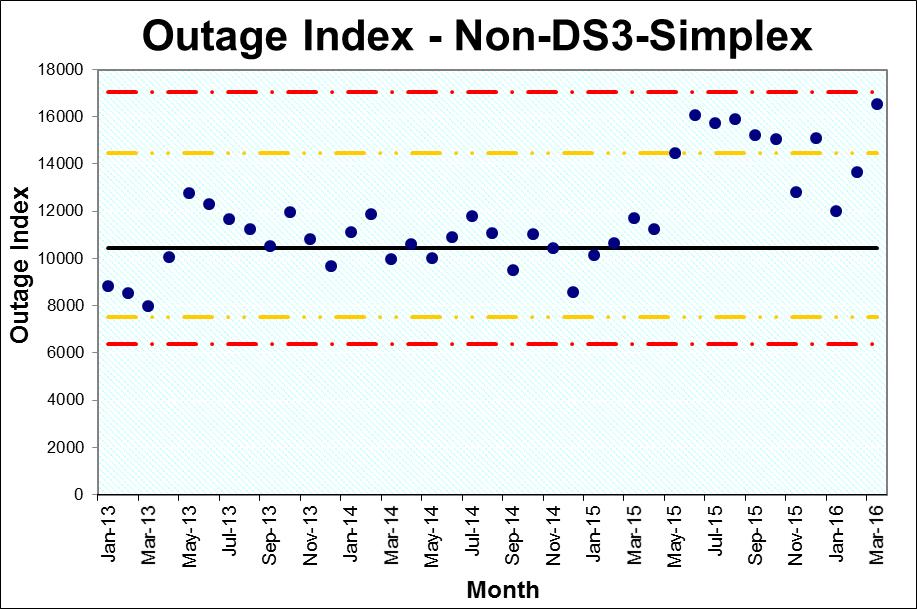 Outage Index - Non-DS3-Simplex
18000
16000
14000
12000
10000
8000
6000
4000
2000
0
Outage Index
Jan-13
Mar-13
May-13
Jul-13
Sep-13
Nov-13
Jan-14
Mar-14
May-14
Jul-14
Sep-14
Nov-14
Jan-15
Mar-15
May-15
Jul-15
Sep-15
Nov-15
Jan-16
Mar-16
Month